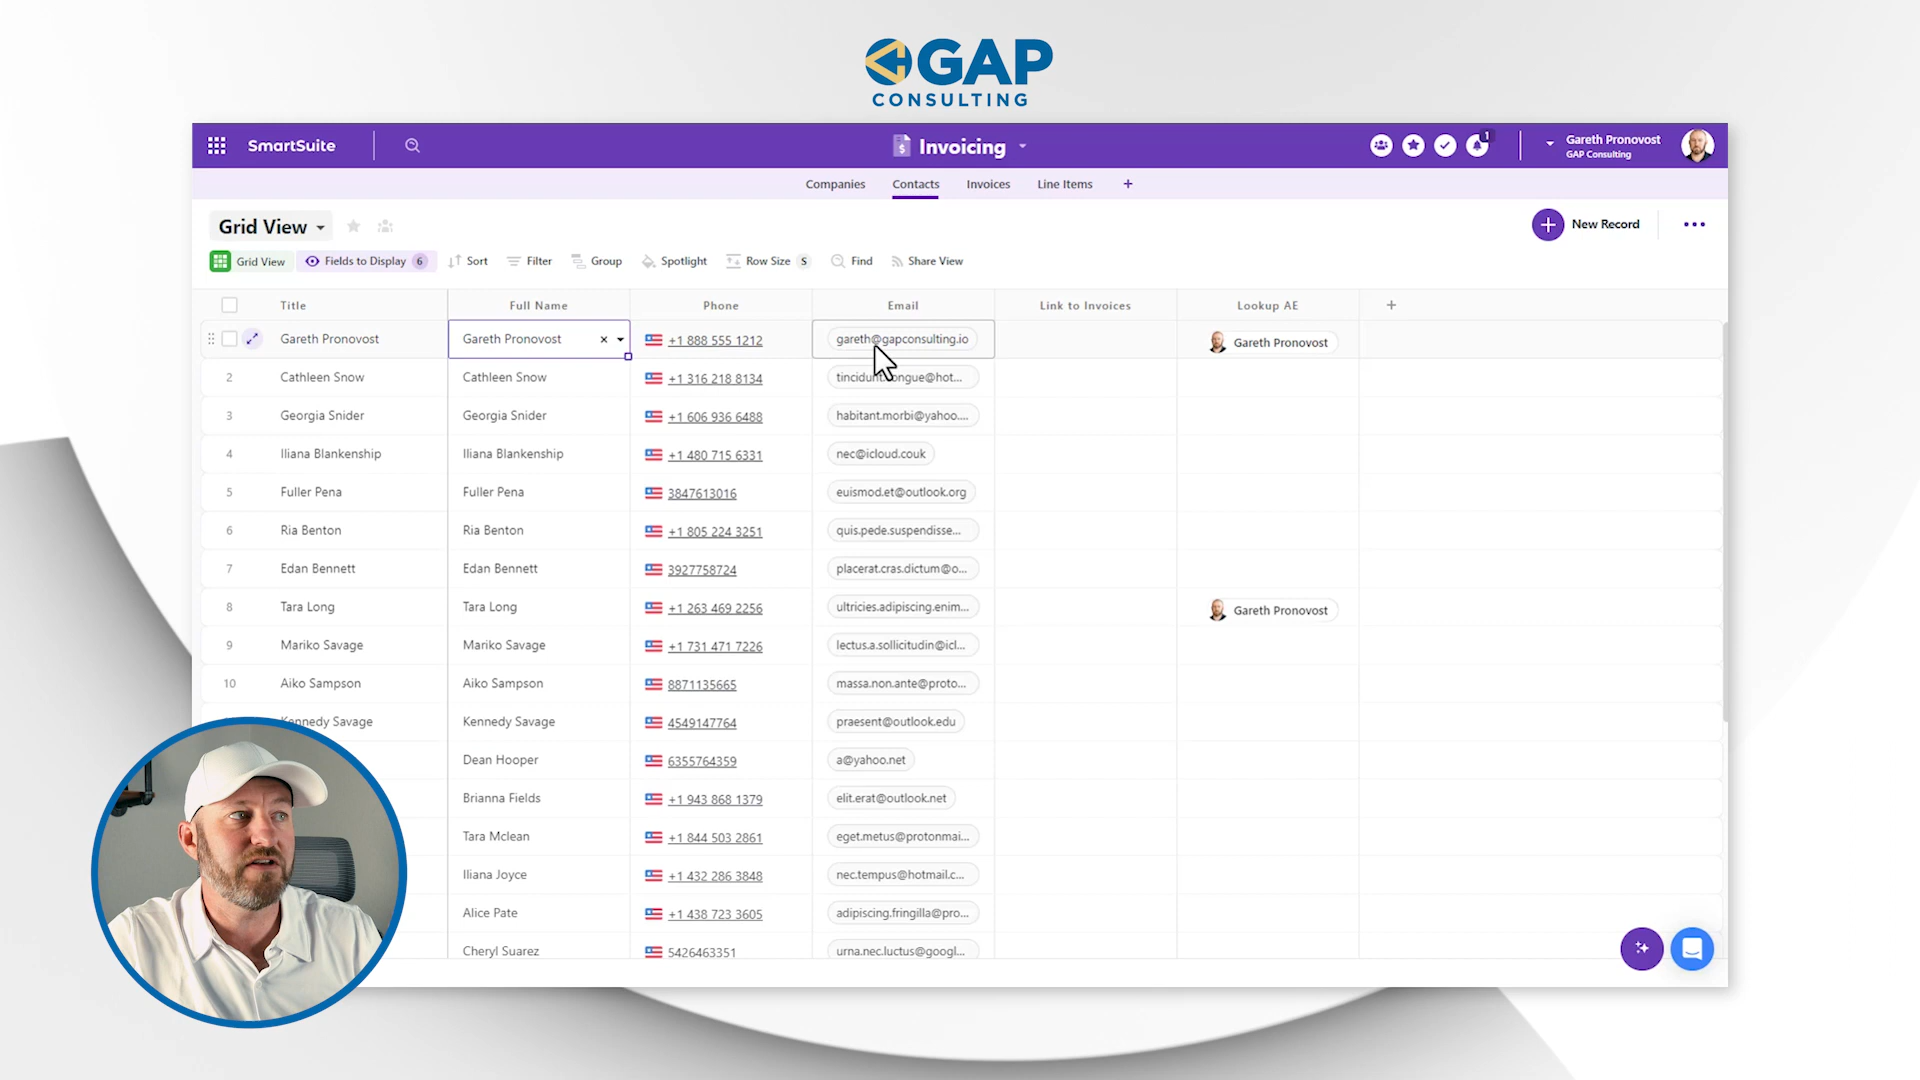 GAP
CONSULTING
SmartSuite
Invoicing
1
Gareth Pronovost
GAP Consulting
Companies
Contacts
Invoices
Line Items
+
Grid View
New Record
Grid View
Fields to Display 6
Sort
Filter
Group
Spotlight
Row Size S
Find
Share View
Title Full Name Phone Email Link to Invoices Lookup AE +
Gareth Pronovost Gareth Pronovost +1 888 555 1212 gareth@gapconsulting.io Gareth Pronovost
2 Cathleen Snow Cathleen Snow +1 316 218 8134
3 Georgia Snider Georgia Snider +1 606 936 6488 habitant.morbi@yahoo....
4 Iliana Blankenship Iliana Blankenship +1 480 715 6331 nec@icloud.couk
5 Fuller Pena Fuller Pena 3847613016 euismod.et@outlook.org
6 Ria Benton Ria Benton +1 805 224 3251 quis.pede.suspendisse...
7 Edan Bennett Edan Bennett 3927758724 placerat.cras.dictum@o...
8 Tara Long Tara Long +1 263 469 2256 ultricies.adipiscing.enim... Gareth Pronovost
9 Mariko Savage Mariko Savage +1 731 471 7226 lectus.a.sollicitudin@icl...
10 Aiko Sampson Aiko Sampson 8871135665 massa.non.ante@proto...
Kennedy Savage Kennedy Savage 4549147764 praesent@outlook.edu
Dean Hooper 6355764359 a@yahoo.net
Brianna Fields +1 943 868 1379 elit.erat@outlook.net
Tara Mclean +1 844 503 2861 eget.metus@protonmai...
Iliana Joyce +1 432 286 3848 nec.tempus@hotmail.c...
Alice Pate +1 438 723 3605 adipiscing.fringilla@pro...
Cheryl Suarez 5426463351 urna.nec.luctus@googl...